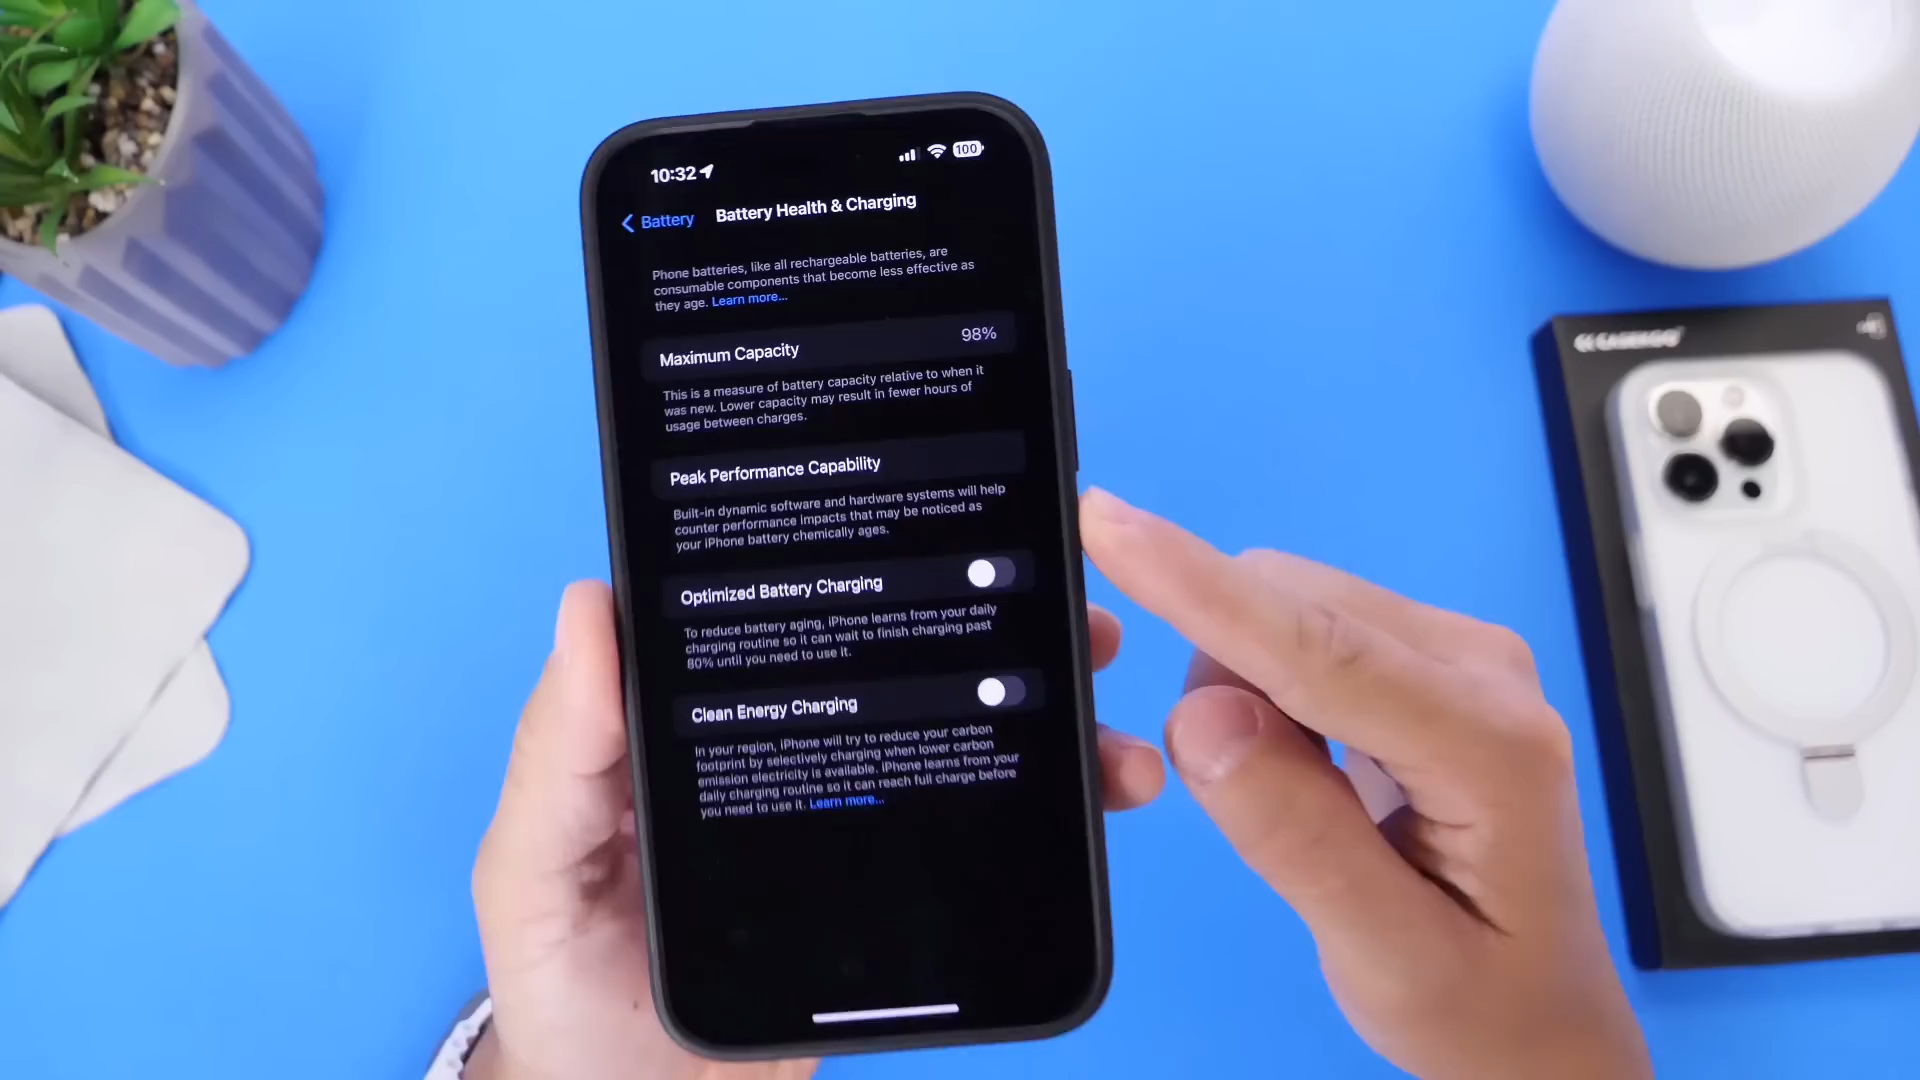 10:32
100
Battery
Battery Health & Charging
Phone batteries, like all rechargeable batteries, are
consumable components that become less effective as
they age. Learn more...
Maximum Capacity
98%
This is a measure of battery capacity relative to when it
was new. Lower capacity may result in fewer hours of
usage between charges.
Peak Performance Capability
Built-in dynamic software and hardware systems will help
counter performance impacts that may be noticed as
your iPhone battery chemically ages.
Optimized Battery Charging
To reduce battery aging, iPhone learns from your daily
charging routine so it can wait to finish charging past
80% until you need to use it.
Clean Energy Charging
In your region, iPhone will try to reduce your carbon
footprint by selectively charging when lower carbon
emission electricity is available. iPhone learns from your
daily charging routine so it can reach full charge before
you need to use it. Learn more...